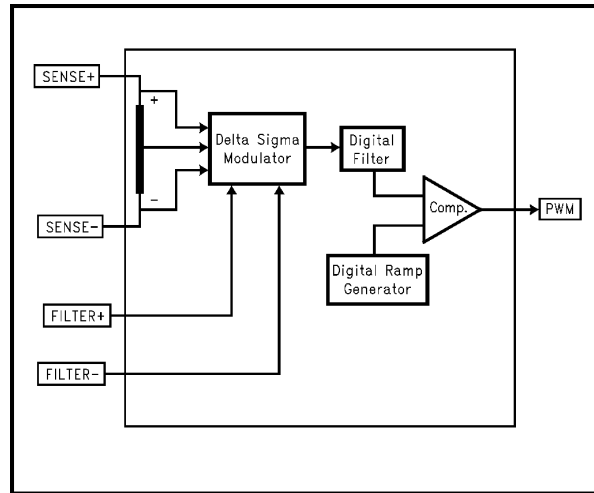 SENSE+
+
Delta Sigma
Modulator
Digital
Filter
-
Comp.
PWM
SENSE-
Digital Ramp
Generator
FILTER+
FILTER-